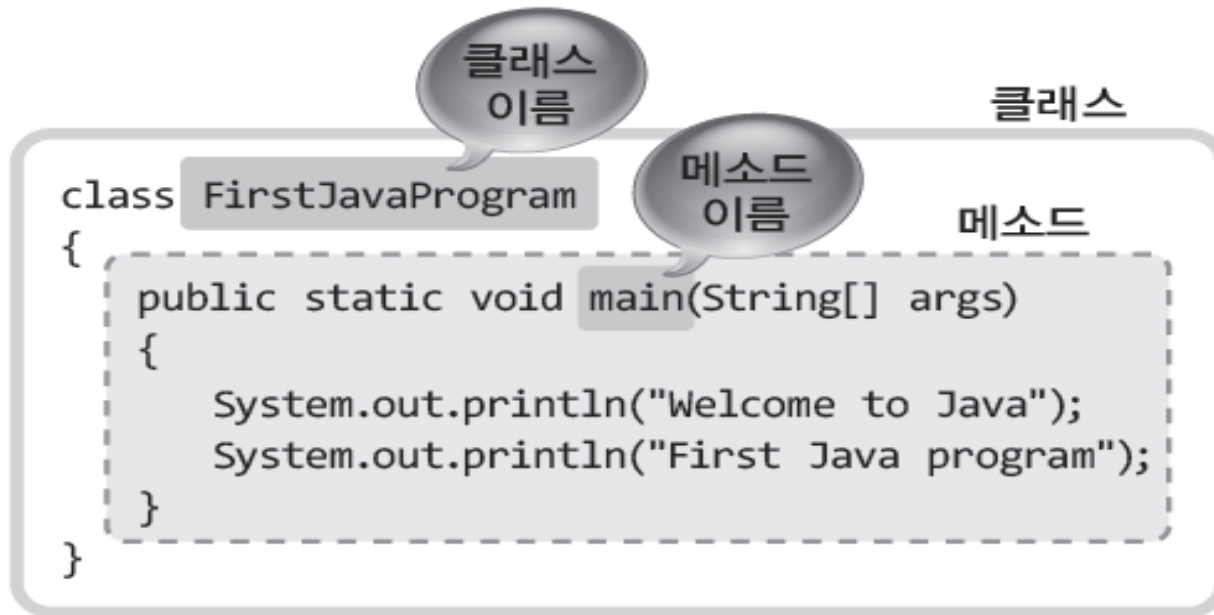 클래스
이름
클래스
class FirstJavaProgram
메소드
이름
메소드
{
public static void main(String[] args)
{
System.out.println("Welcome to Java");
System.out.println("First Java program");
}
}